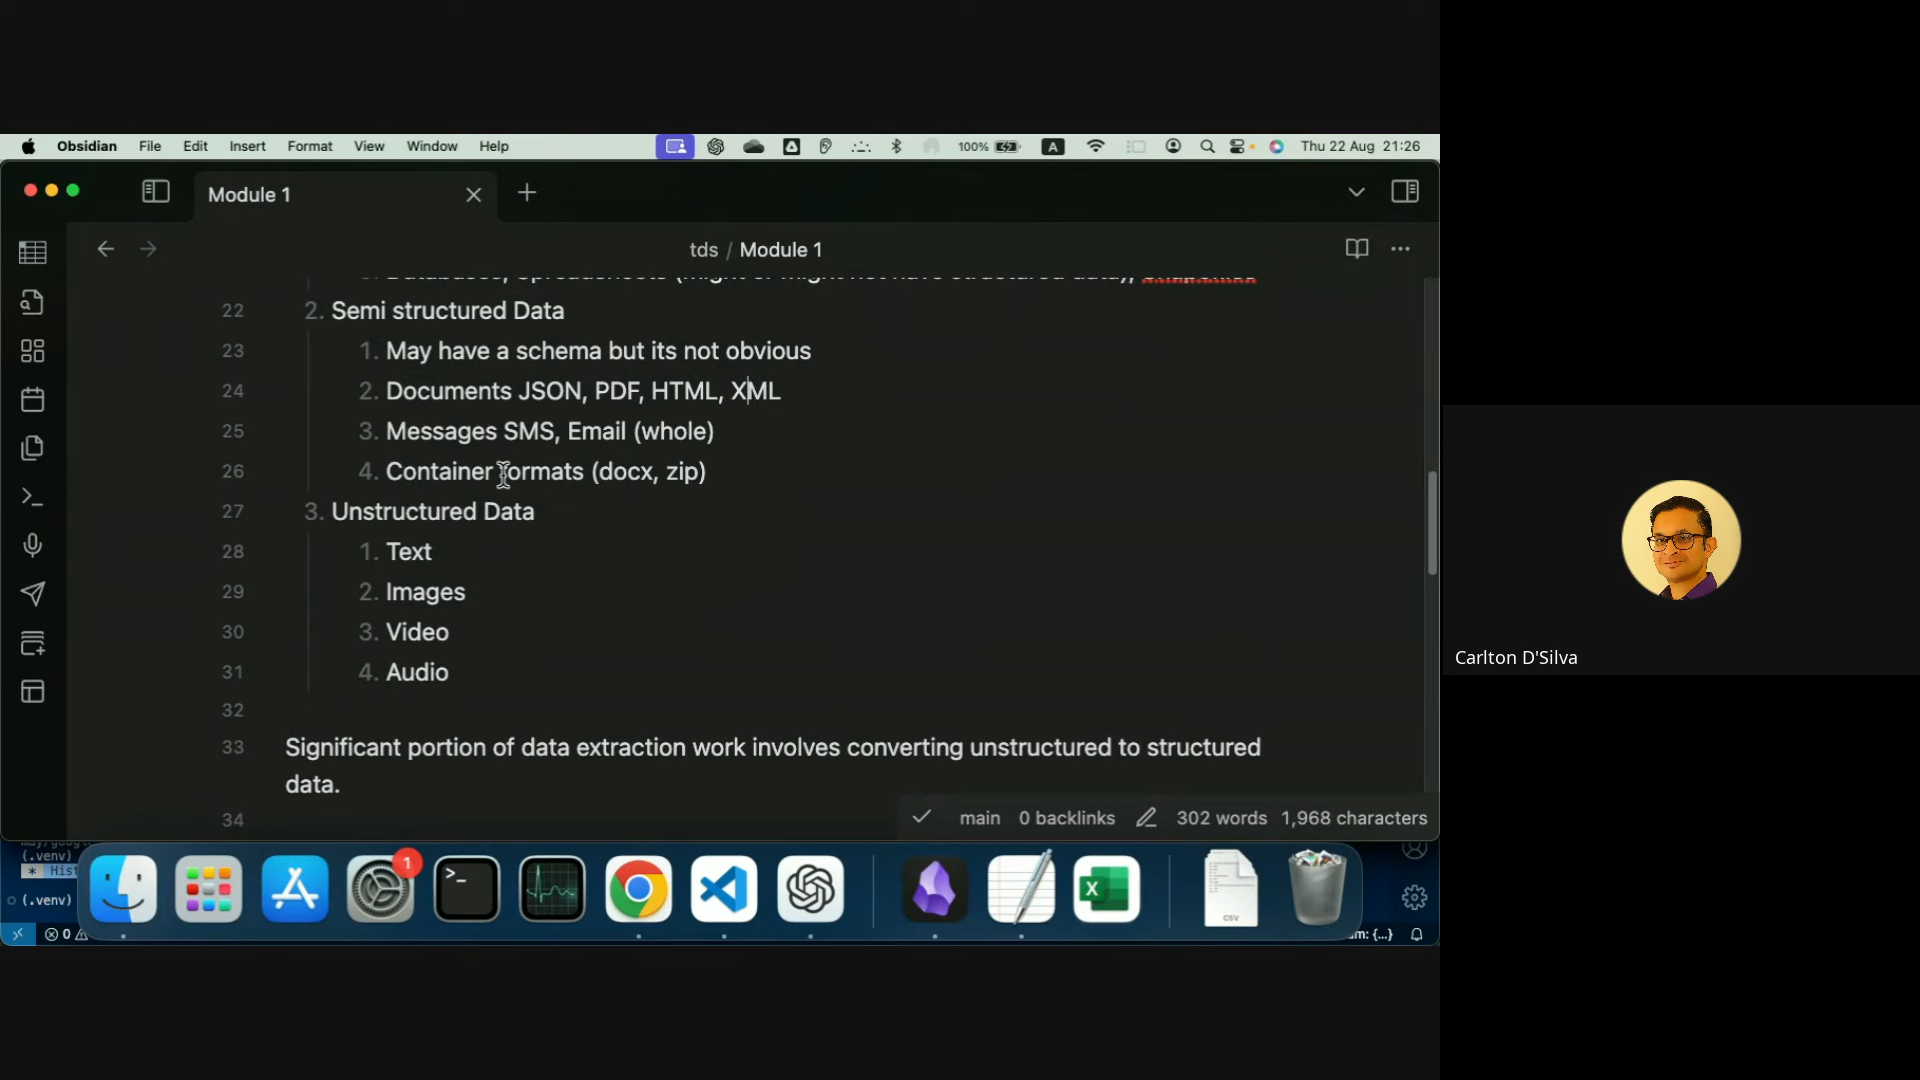 Obsidian File Edit Insert Format View Window Help 100% A Thu 22 Aug 21:26
Module 1
tds / Module 1
22 2. Semi structured Data
23 1. May have a schema but its not obvious
24 2. Documents JSON, PDF, HTML, XML
25 3. Messages SMS, Email (whole)
26 4. Container formats (docx, zip)
27 3. Unstructured Data
28 1. Text
29 2. Images
30 3. Video
31 4. Audio
32
33 Significant portion of data extraction work involves converting unstructured to structured
data.
34
main 0 backlinks 302 words 1,968 characters
Carlton D'Silva
(.venv)
* Hist
(.venv)
1
CSV
0
{...}